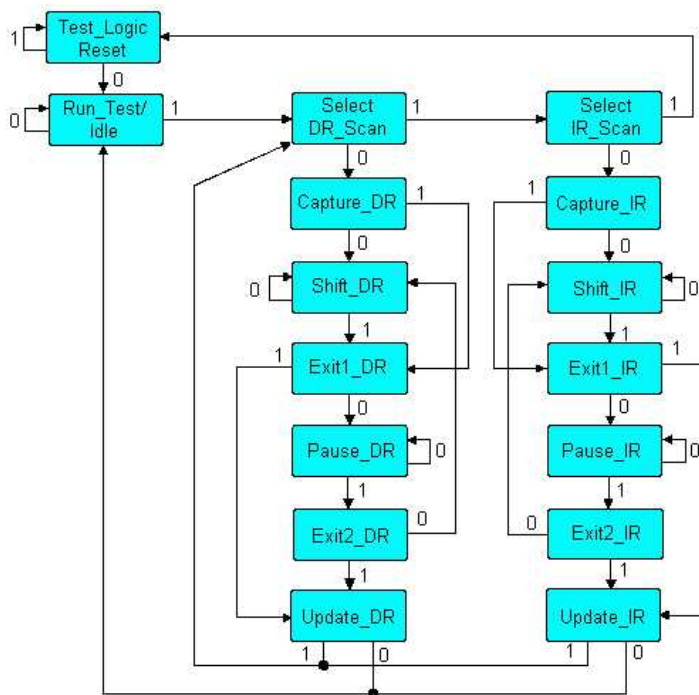 Test_Logic
Reset
1
0
Run_Test/
Idle
0
1
Select
DR_Scan
1
Select
IR_Scan
1
0
0
Capture_DR
1
1
Capture_IR
0
0
Shift_DR
0
Shift_IR
0
1
1
1
Exit1_DR
Exit1_IR
1
0
0
Pause_DR
0
Pause_IR
0
1
1
Exit2_DR
0
0
Exit2_IR
1
1
Update_DR
Update_IR
1
0
1
0